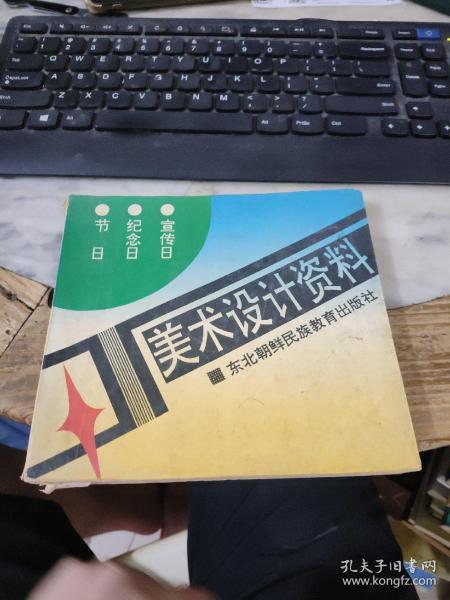 节日
纪念日
宣传日
美术设计资料
东北朝鲜民族教育出版社
孔夫子旧书网
www.kongfz.com